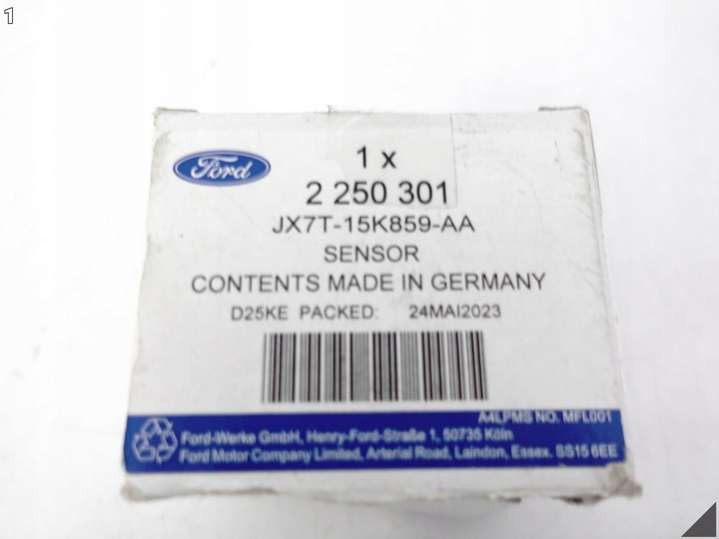 1
Ford
1 x
2 250 301
JX7T-15K859-AA
SENSOR
CONTENTS MADE IN GERMANY
D25KE PACKED: 24MAI2023
A4LPMS NO. MFL001
Ford-Werke GmbH, Henry-Ford-Straße 1, 50735 Köln
Ford Motor Company Limited, Arterial Road, Laindon, Essex. SS15 6EE